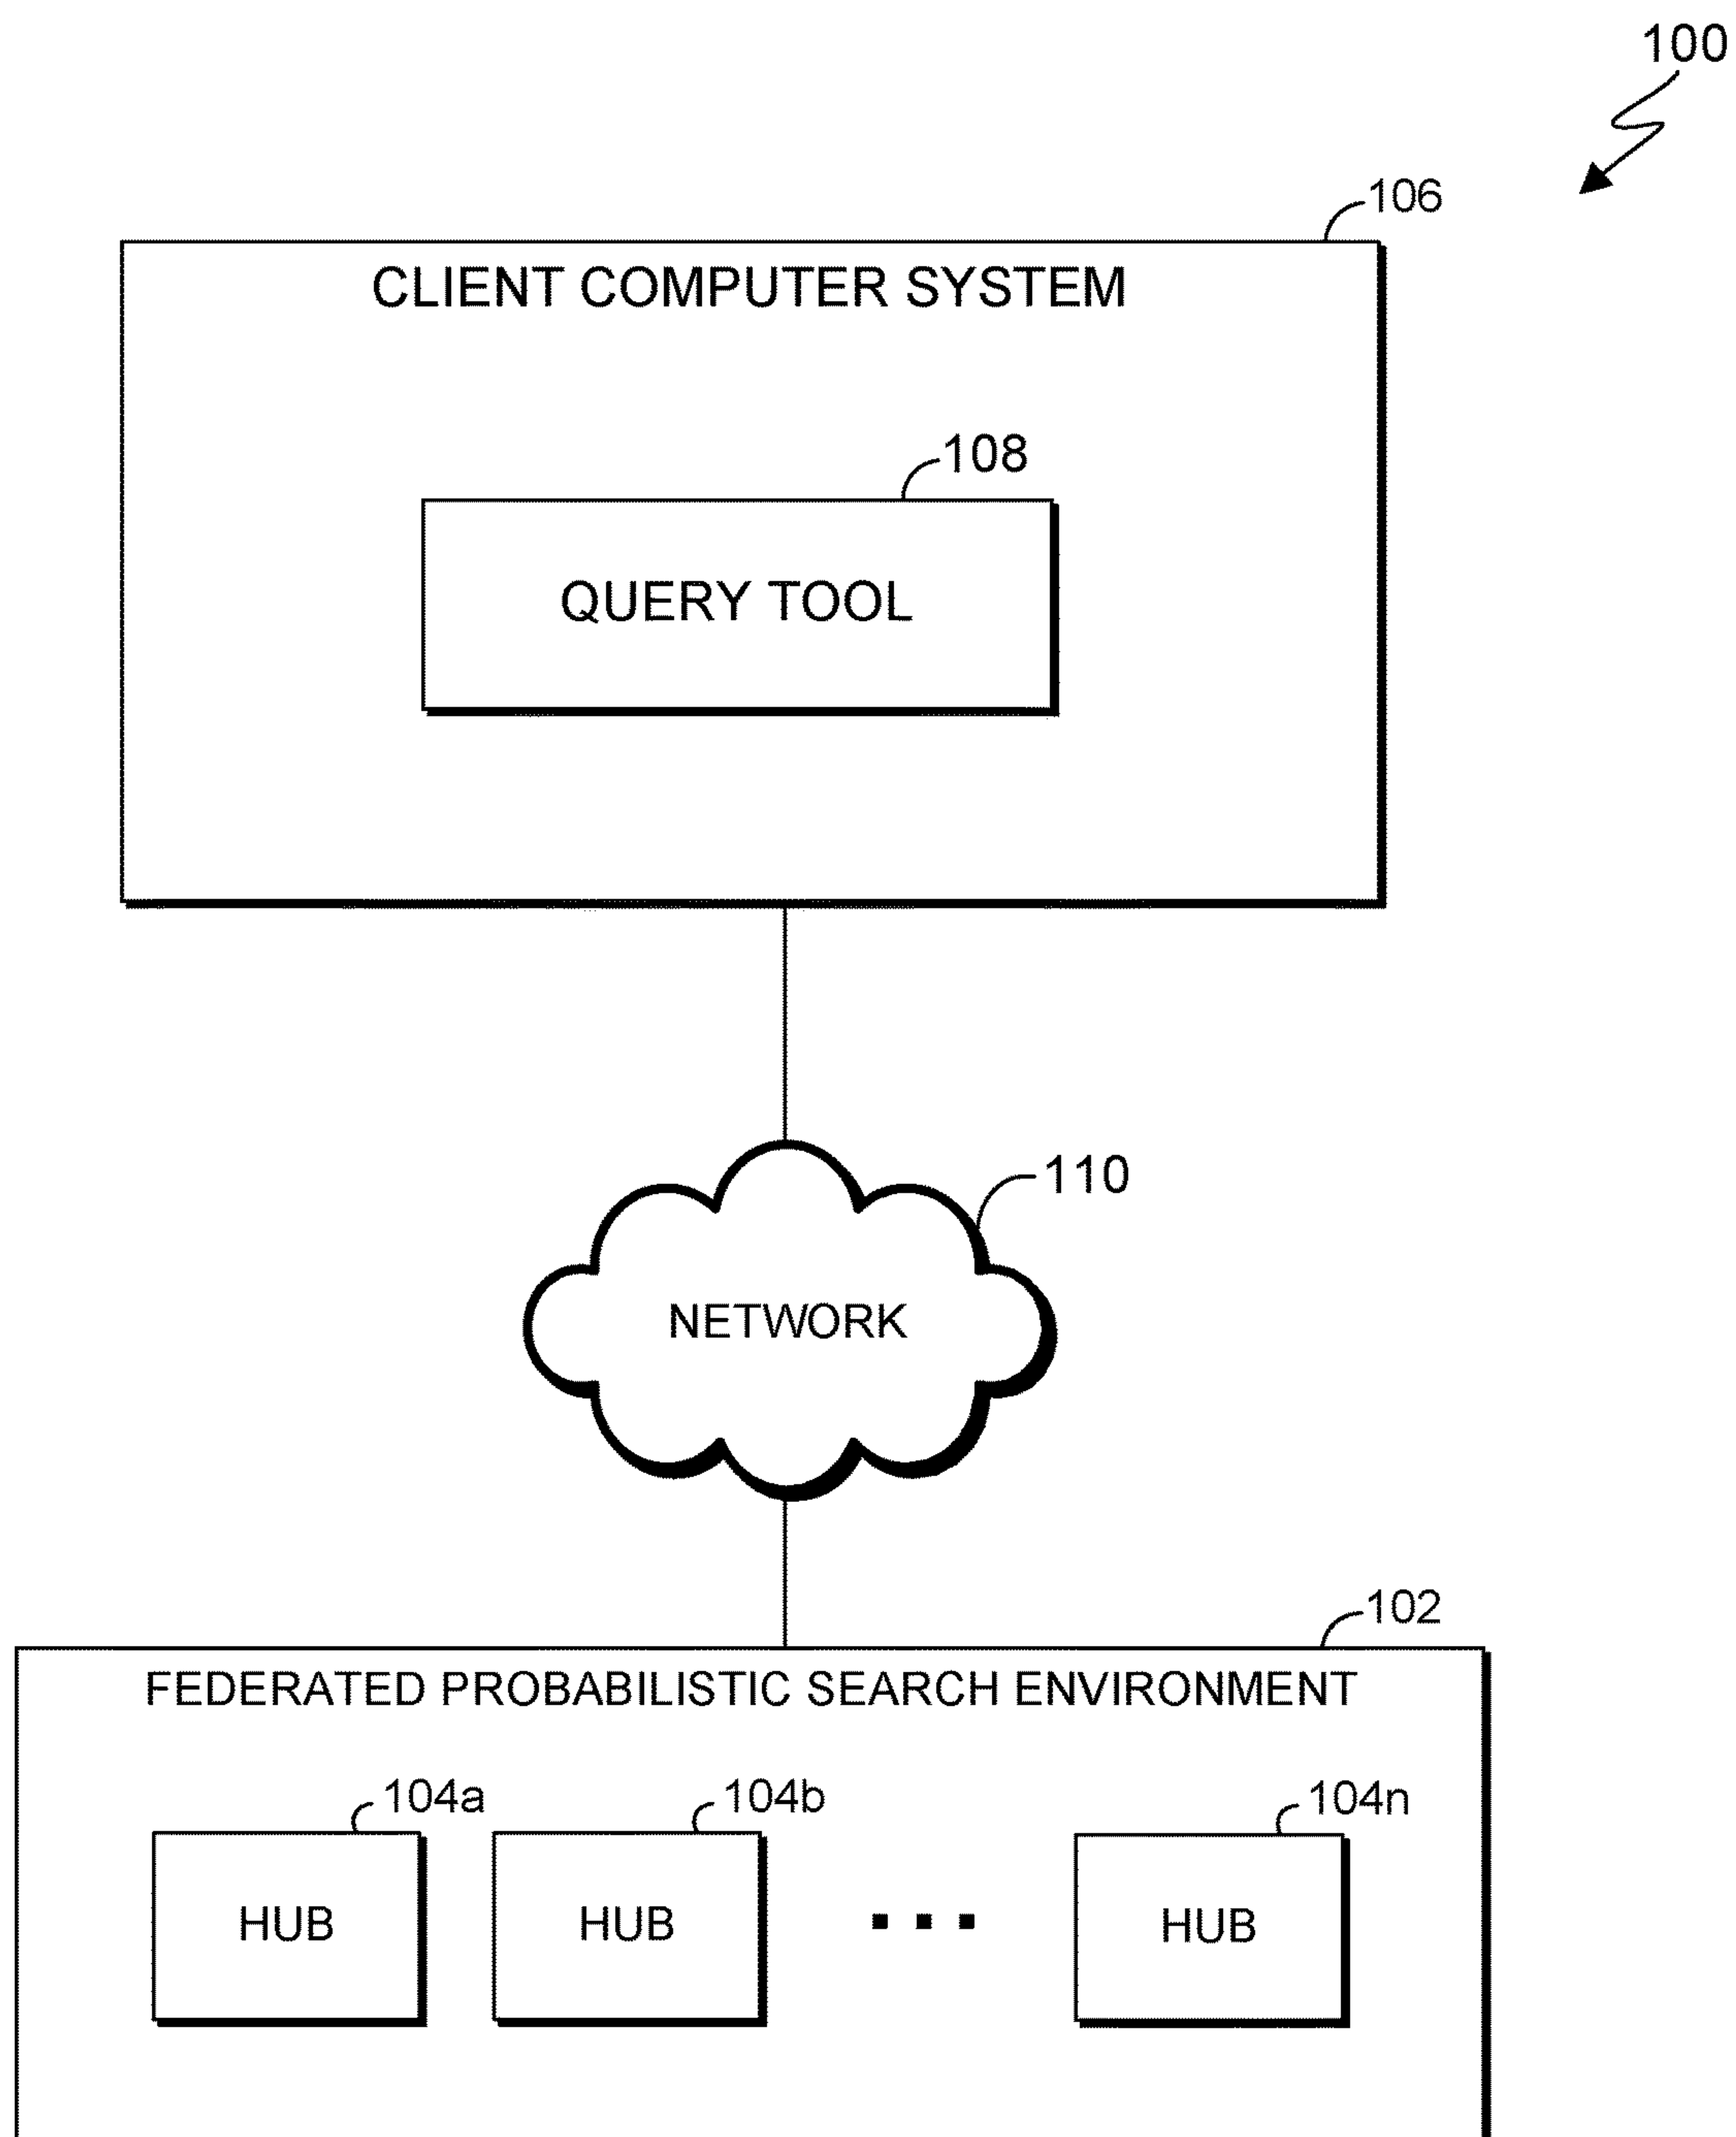 100
106
CLIENT COMPUTER SYSTEM
108
QUERY TOOL
110
NETWORK
102
FEDERATED PROBABILISTIC SEARCH ENVIRONMENT
104a 104b 104n
HUB HUB ... HUB